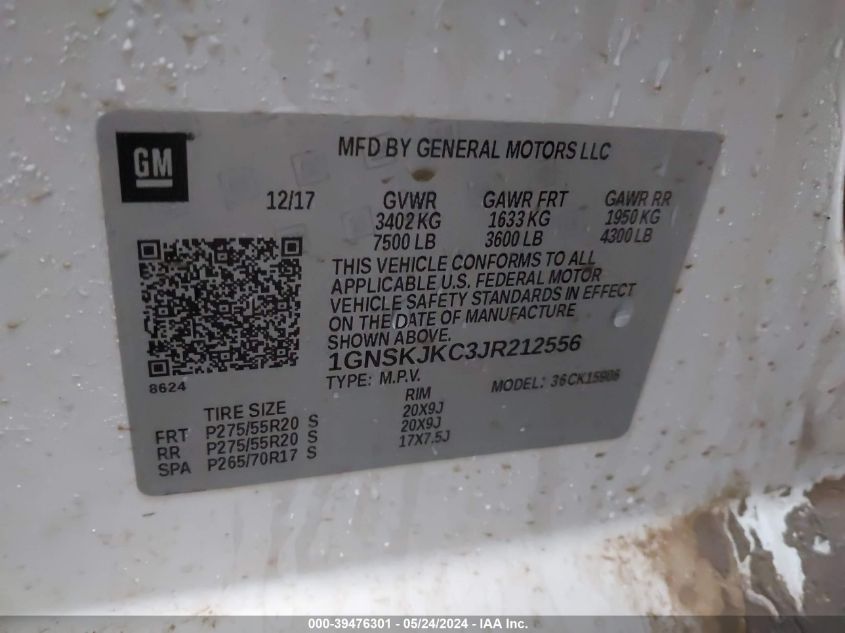 GM
MFD BY GENERAL MOTORS LLC
12/17 GVWR GAWR FRT GAWR RR
3402 KG 1633 KG 1950 KG
7500 LB 3600 LB 4300 LB
THIS VEHICLE CONFORMS TO ALL
APPLICABLE U.S. FEDERAL MOTOR
VEHICLE SAFETY STANDARDS IN EFFECT
ON THE DATE OF MANUFACTURE
SHOWN ABOVE.
1GNSKJKC3JR212556
TYPE: M.P.V. MODEL: 36CK15906
8624
TIRE SIZE RIM
FRT P275/55R20 S 20X9J
RR P275/55R20 S 20X9J
SPA P265/70R17 S 17X7.5J
000-39476301 - 05/24/2024 - IAA Inc.